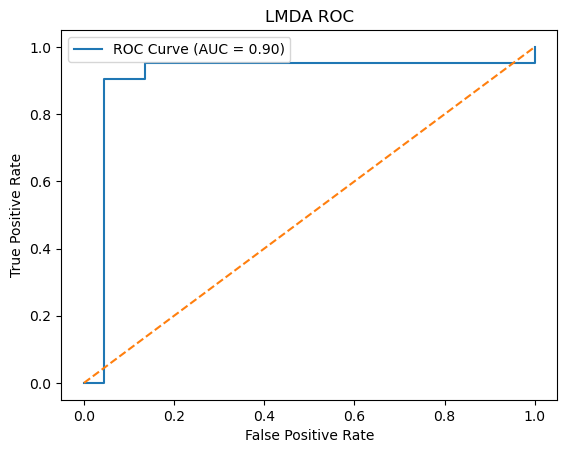 LMDA ROC
ROC Curve (AUC = 0.90)
True Positive Rate
1.0
0.8
0.6
0.4
0.2
0.0
0.0 0.2 0.4 0.6 0.8 1.0
False Positive Rate